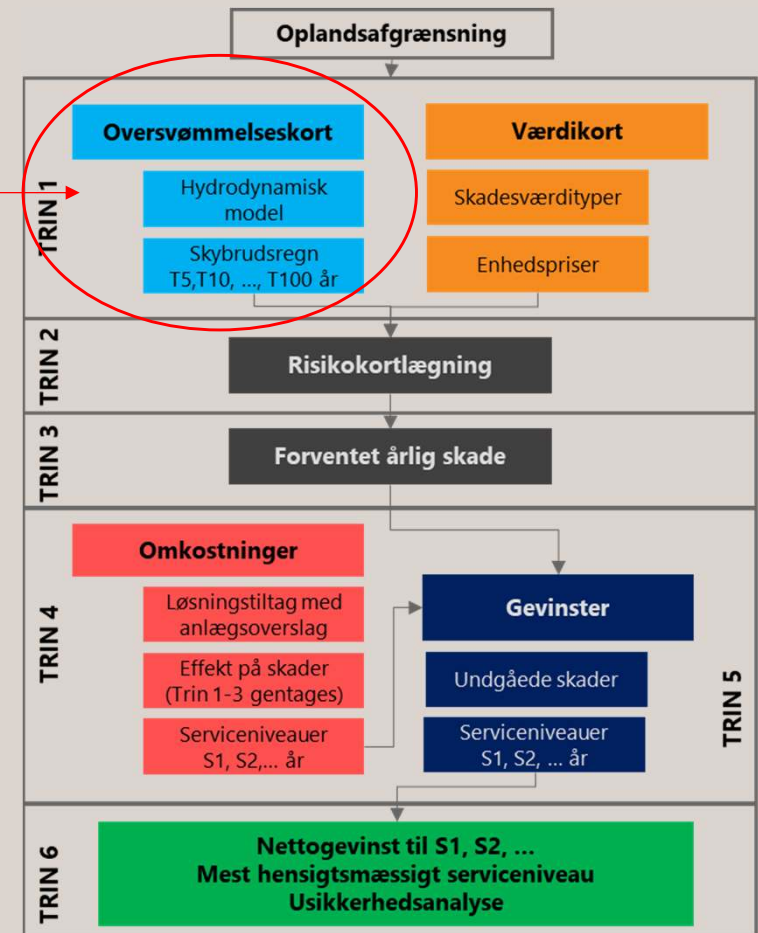 Oplandsafgrænsning
TRIN 1
Oversvømmelseskort
Hydrodynamisk
model
Skybrudsregn
T5,T10, ..., T100 år
Værdikort
Skadesværdityper
Enhedspriser
TRIN 2
Risikokortlægning
TRIN 3
Forventet årlig skade
TRIN 4
Omkostninger
Løsningstiltag med
anlægsoverslag
Effekt på skader
(Trin 1-3 gentages)
Serviceniveauer
S1, S2,... år
Gevinster
Undgåede skader
Serviceniveauer
S1, S2, ... år
TRIN 5
TRIN 6
Nettogevinst til S1, S2, ...
Mest hensigtsmæssigt serviceniveau
Usikkerhedsanalyse